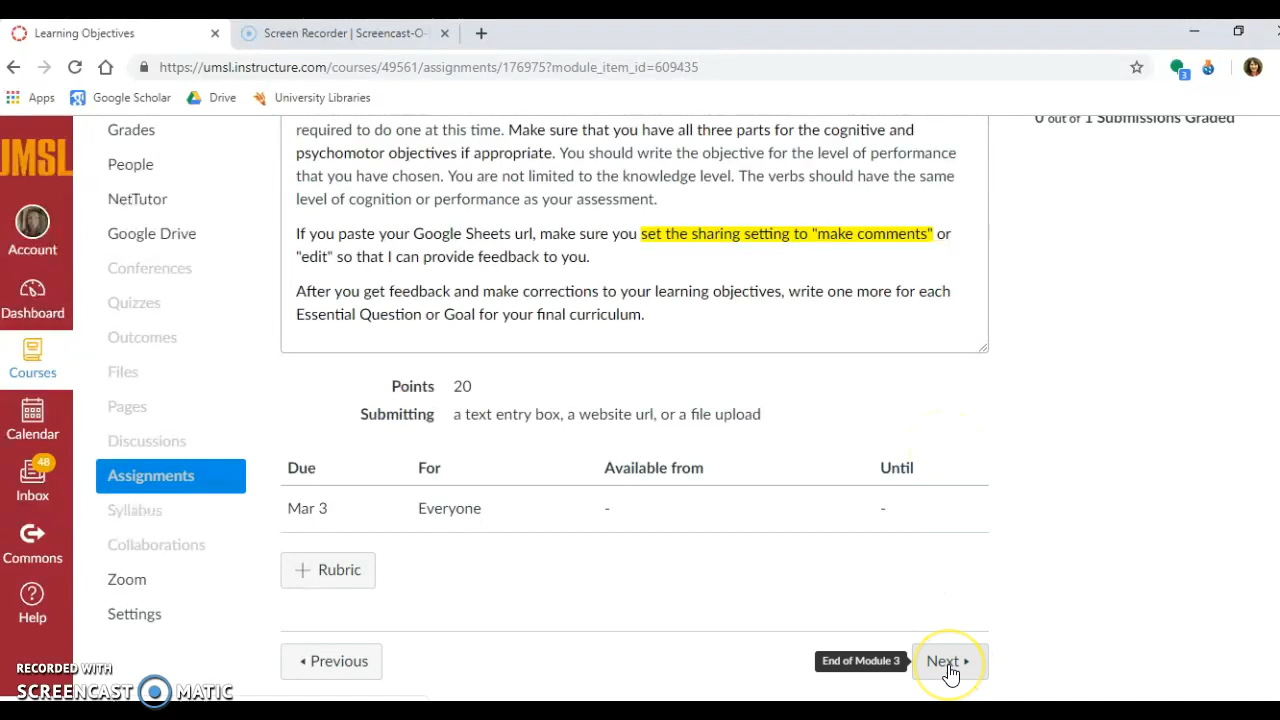 Learning Objectives
Screen Recorder | Screencast-O-
https://umsl.instructure.com/courses/49561/assignments/176975?module_item_id=609435
3
Apps
Google Scholar
Drive
University Libraries
UMSL
Account
Dashboard
Courses
Calendar
48
Inbox
Commons
Help
Grades
People
NetTutor
Google Drive
Conferences
Quizzes
Outcomes
Files
Pages
Discussions
Assignments
Syllabus
Collaborations
Zoom
Settings
required to do one at this time. Make sure that you have all three parts for the cognitive and
psychomotor objectives if appropriate. You should write the objective for the level of performance
that you have chosen. You are not limited to the knowledge level. The verbs should have the same
level of cognition or performance as your assessment.
If you paste your Google Sheets url, make sure you set the sharing setting to "make comments" or
"edit" so that I can provide feedback to you.
After you get feedback and make corrections to your learning objectives, write one more for each
Essential Question or Goal for your final curriculum.
Points 20
Submitting a text entry box, a website url, or a file upload
Due For Available from Until
Mar 3 Everyone - -
+ Rubric
Previous
End of Module 3
Next
0 out of 1 Submissions Graded
RECORDED WITH
SCREENCAST MATIC